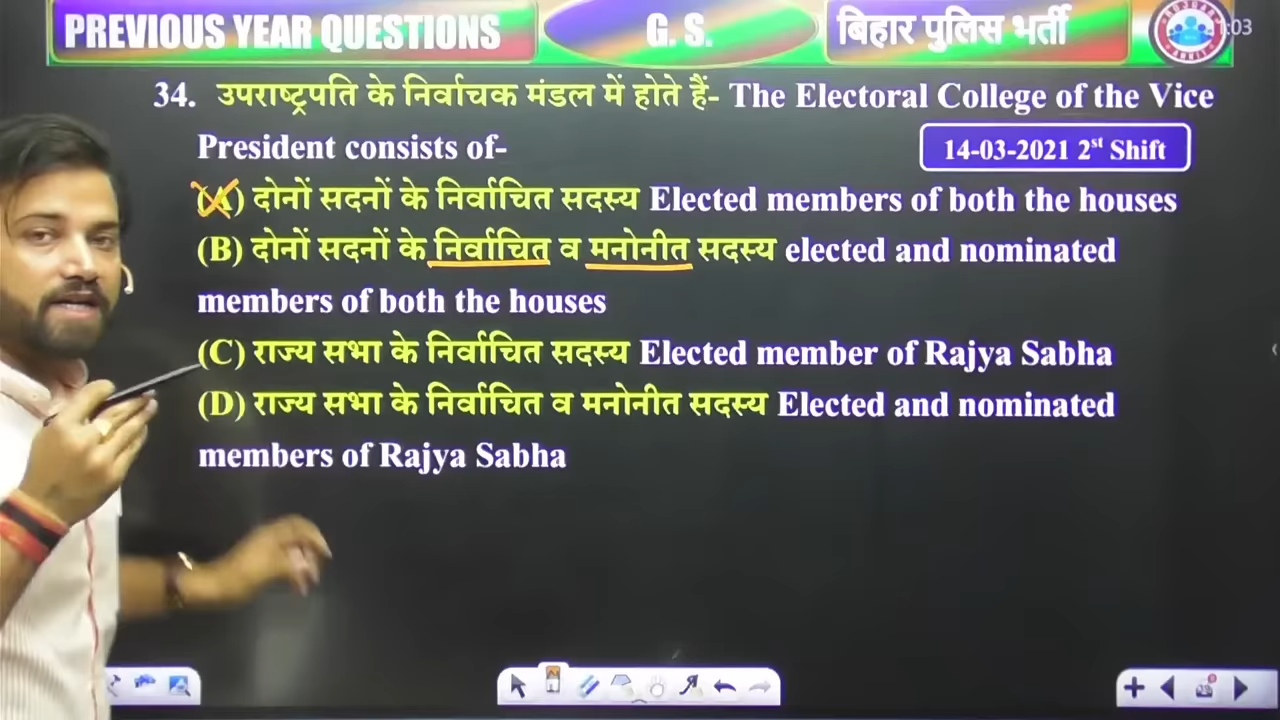 PREVIOUS YEAR QUESTIONS G. S. बिहार पुलिस भर्ती
1:03
34. उपराष्ट्रपति के निर्वाचक मंडल में होते हैं- The Electoral College of the Vice
President consists of-
14-03-2021 2st Shift
(A) दोनों सदनों के निर्वाचित सदस्य Elected members of both the houses
(B) दोनों सदनों के निर्वाचित व मनोनीत सदस्य elected and nominated
members of both the houses
(C) राज्य सभा के निर्वाचित सदस्य Elected member of Rajya Sabha
(D) राज्य सभा के निर्वाचित व मनोनीत सदस्य Elected and nominated
members of Rajya Sabha